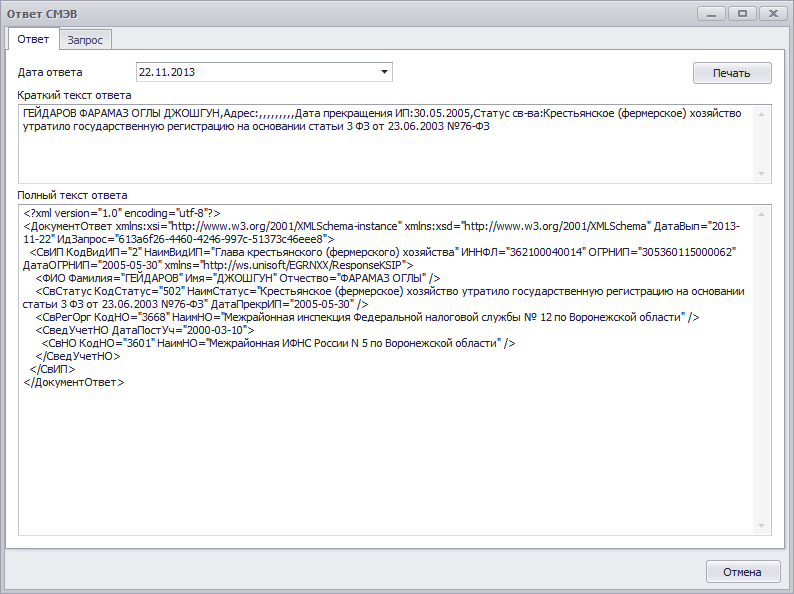 Ответ СМЭВ
Ответ Запрос
Дата ответа 22.11.2013 Печать
Краткий текст ответа
ГЕЙДАРОВ ФАРАМАЗ ОГЛЫ ДЖОШГУН,Адрес:,,,,,,,,,Дата прекращения ИП:30.05.2005,Статус св-ва:Крестьянское (фермерское) хозяйство
утратило государственную регистрацию на основании статьи 3 ФЗ от 23.06.2003 №76-ФЗ
Полный текст ответа
<?xml version="1.0" encoding="utf-8"?>
<ДокументОтвет xmlns:xsi="http://www.w3.org/2001/XMLSchema-instance" xmlns:xsd="http://www.w3.org/2001/XMLSchema" ДатаВып="2013-
11-22" ИдЗапрос="613a6f26-4460-4246-997c-51373c46eee8">
<СвИП КодВидИП="2" НаимВидИП="Глава крестьянского (фермерского) хозяйства" ИННФЛ="362100040014" ОГРНИП="305360115000062"
ДатаОГРНИП="2005-05-30" xmlns="http://ws.unisoft/EGRNXX/ResponseKSIP">
<ФИО Фамилия="ГЕЙДАРОВ" Имя="ДЖОШГУН" Отчество="ФАРАМАЗ ОГЛЫ" />
<СвСтатус КодСтатус="502" НаимСтатус="Крестьянское (фермерское) хозяйство утратило государственную регистрацию на основании
статьи 3 ФЗ от 23.06.2003 №76-ФЗ" ДатаПрекрИП="2005-05-30" />
<СвРегОрг КодНО="3668" НаимНО="Межрайонная инспекция Федеральной налоговой службы № 12 по Воронежской области" />
<СведУчетНО ДатаПостУч="2000-03-10">
<СвНО КодНО="3601" НаимНО="Межрайонная ИФНС России N 5 по Воронежской области" />
</СведУчетНО>
</СвИП>
</ДокументОтвет>
Отмена